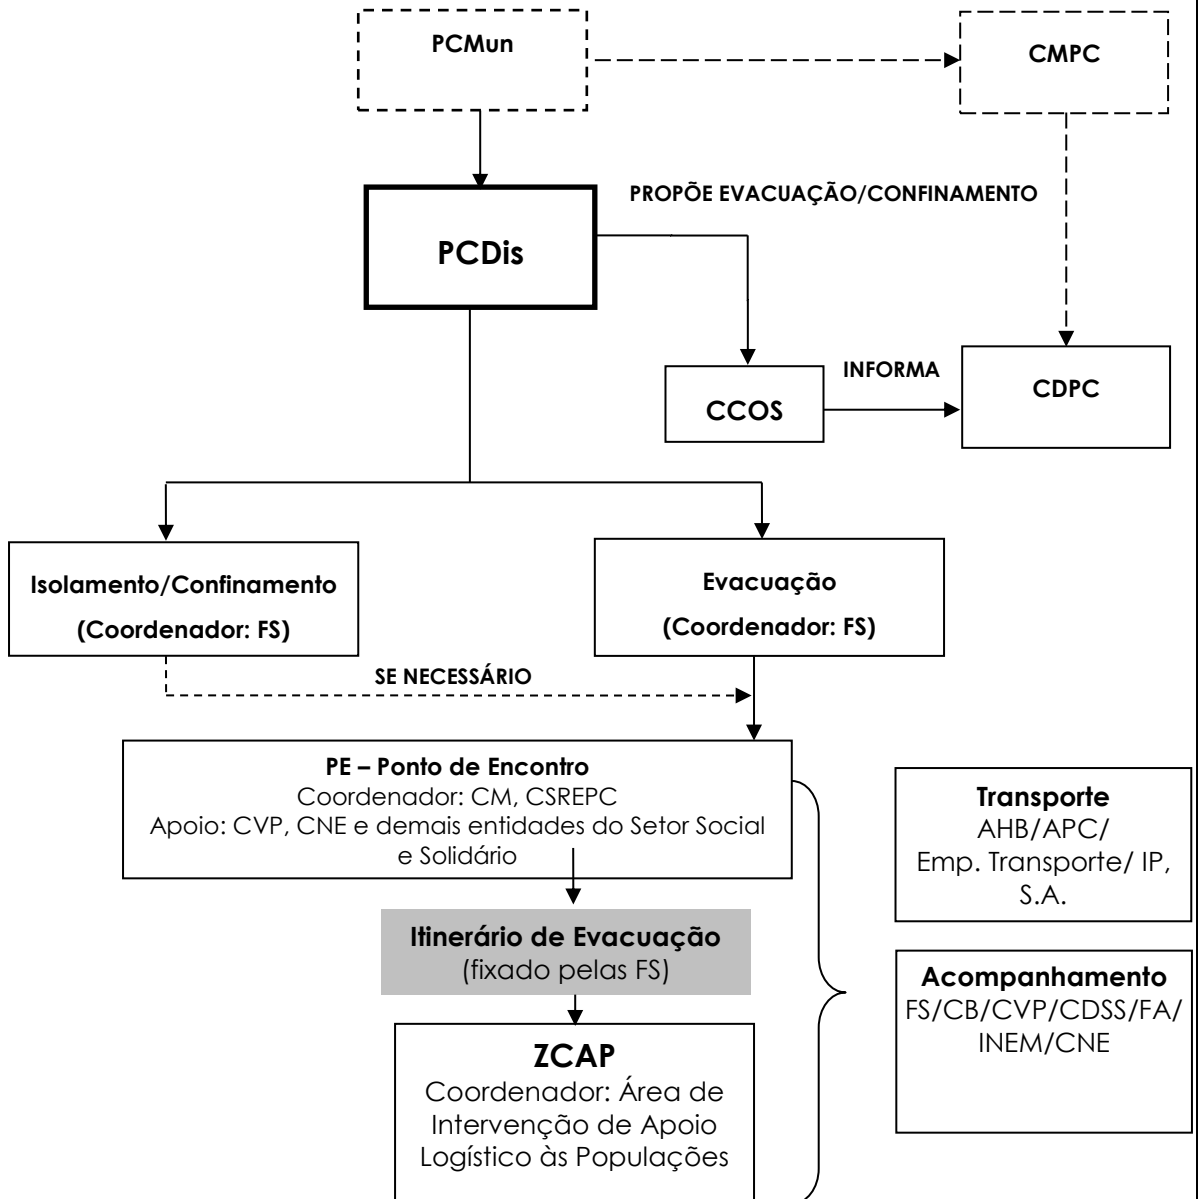 PCMun
CMPC
PROPÕE EVACUAÇÃO/CONFINAMENTO
PCDis
INFORMA
CCOS
CDPC
Isolamento/Confinamento
(Coordenador: FS)
Evacuação
(Coordenador: FS)
SE NECESSÁRIO
PE – Ponto de Encontro
Coordenador: CM, CSREPC
Apoio: CVP, CNE e demais entidades do Setor Social
e Solidário
Transporte
AHB/APC/
Emp. Transporte/ IP,
S.A.
Itinerário de Evacuação
(fixado pelas FS)
Acompanhamento
FS/CB/CVP/CDSS/FA/
INEM/CNE
ZCAP
Coordenador: Área de
Intervenção de Apoio
Logístico às Populações